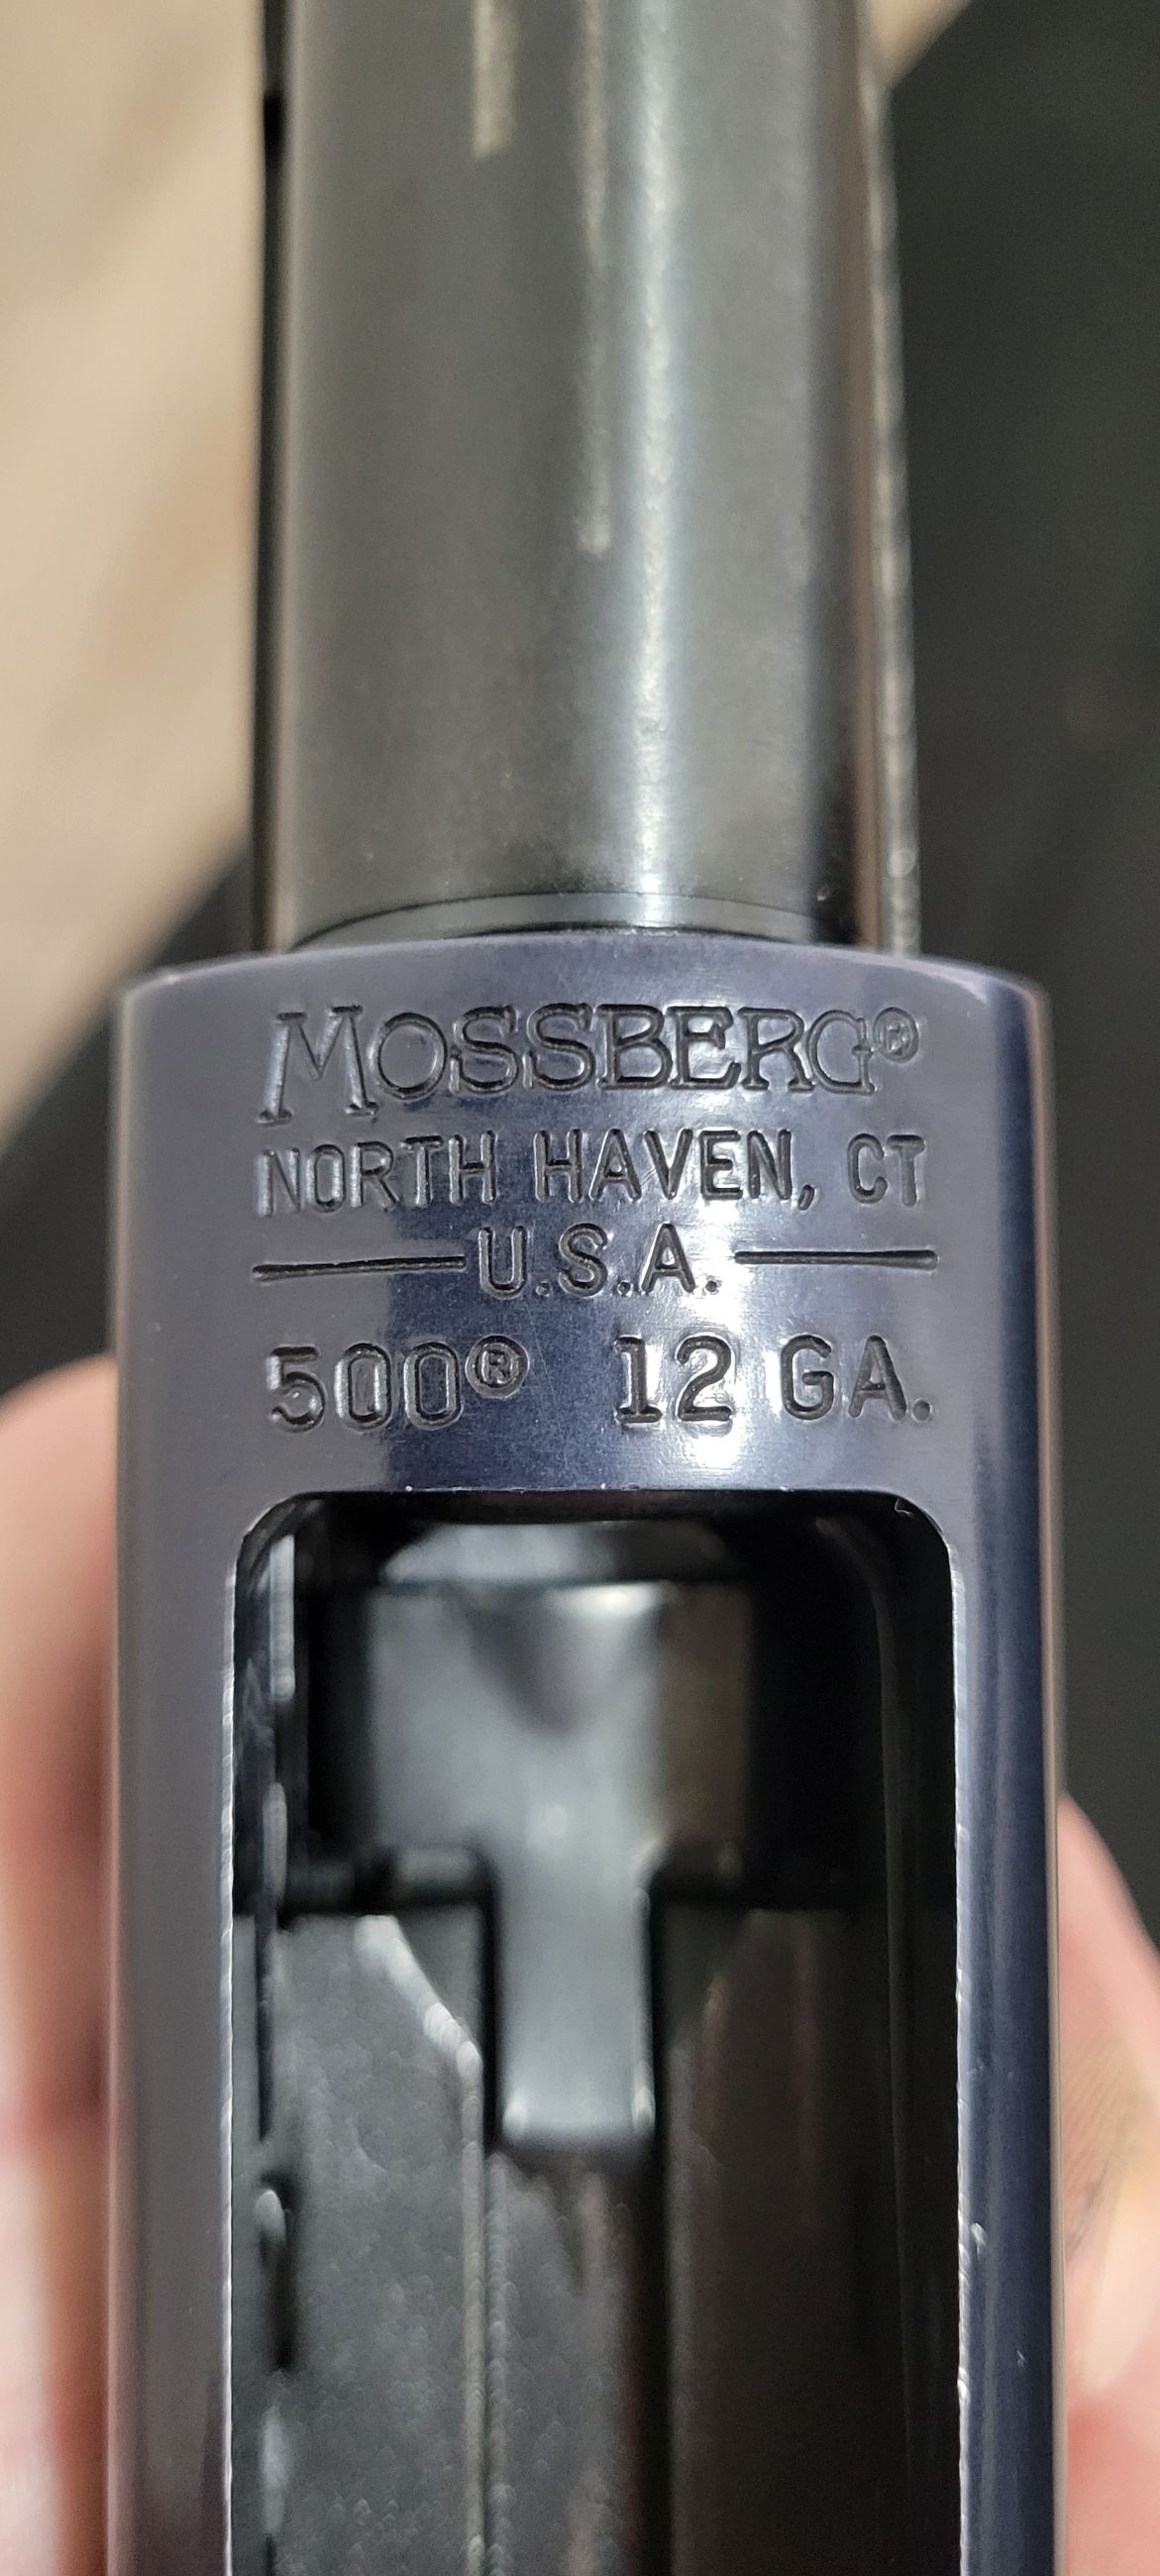 MOSSBERG®
NORTH HAVEN, CT
U.S.A.
500® 12 GA.